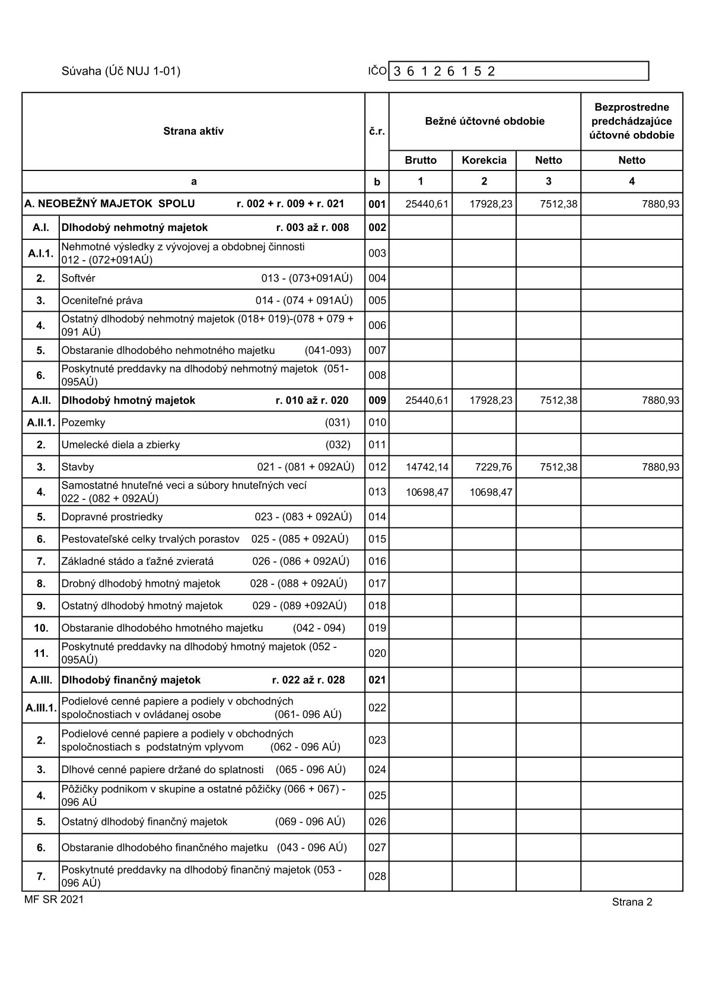 Súvaha (Úč NUJ 1-01) IČO 3 6 1 2 6 1 5 2
Strana aktív č.r. Bežné účtovné obdobie Bezprostredne predchádzajúce účtovné obdobie
Brutto Korekcia Netto Netto
a b 1 2 3 4
A. NEOBEŽNÝ MAJETOK SPOLU r. 002 + r. 009 + r. 021 001 25440,61 17928,23 7512,38 7880,93
A.I. Dlhodobý nehmotný majetok r. 003 až r. 008 002
A.I.1. Nehmotné výsledky z vývojovej a obdobnej činnosti
012 - (072+091AÚ) 003
2. Softvér 013 - (073+091AÚ) 004
3. Oceniteľné práva 014 - (074 + 091AÚ) 005
4. Ostatný dlhodobý nehmotný majetok (018+ 019)-(078 + 079 +
091 AÚ) 006
5. Obstaranie dlhodobého nehmotného majetku (041-093) 007
6. Poskytnuté preddavky na dlhodobý nehmotný majetok (051-
095AÚ) 008
A.II. Dlhodobý hmotný majetok r. 010 až r. 020 009 25440,61 17928,23 7512,38 7880,93
A.II.1. Pozemky (031) 010
2. Umelecké diela a zbierky (032) 011
3. Stavby 021 - (081 + 092AÚ) 012 14742,14 7229,76 7512,38 7880,93
4. Samostatné hnuteľné veci a súbory hnuteľných vecí
022 - (082 + 092AÚ) 013 10698,47 10698,47
5. Dopravné prostriedky 023 - (083 + 092AÚ) 014
6. Pestovateľské celky trvalých porastov 025 - (085 + 092AÚ) 015
7. Základné stádo a ťažné zvieratá 026 - (086 + 092AÚ) 016
8. Drobný dlhodobý hmotný majetok 028 - (088 + 092AÚ) 017
9. Ostatný dlhodobý hmotný majetok 029 - (089 +092AÚ) 018
10. Obstaranie dlhodobého hmotného majetku (042 - 094) 019
11. Poskytnuté preddavky na dlhodobý hmotný majetok (052 -
095AÚ) 020
A.III. Dlhodobý finančný majetok r. 022 až r. 028 021
A.III.1. Podielové cenné papiere a podiely v obchodných
spoločnostiach v ovládanej osobe (061- 096 AÚ) 022
2. Podielové cenné papiere a podiely v obchodných
spoločnostiach s podstatným vplyvom (062 - 096 AÚ) 023
3. Dlhové cenné papiere držané do splatnosti (065 - 096 AÚ) 024
4. Pôžičky podnikom v skupine a ostatné pôžičky (066 + 067) -
096 AÚ 025
5. Ostatný dlhodobý finančný majetok (069 - 096 AÚ) 026
6. Obstaranie dlhodobého finančného majetku (043 - 096 AÚ) 027
7. Poskytnuté preddavky na dlhodobý finančný majetok (053 -
096 AÚ) 028
MF SR 2021 Strana 2